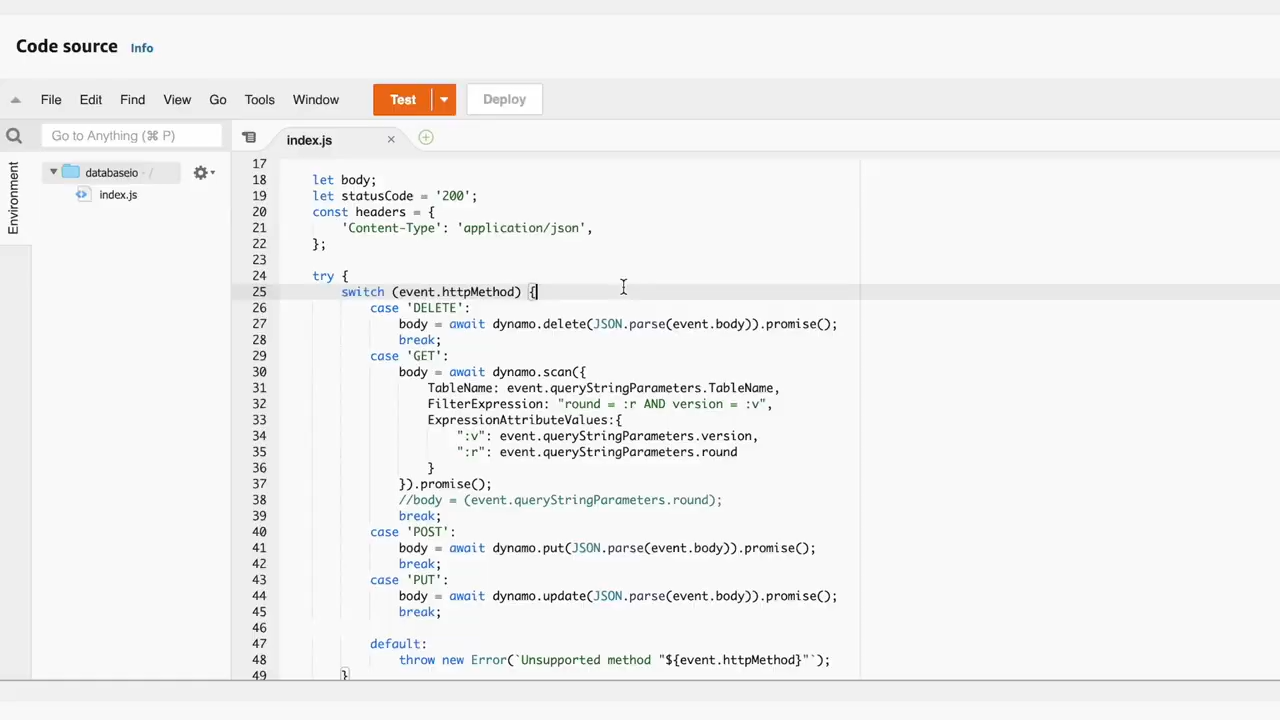 Code source Info
File Edit Find View Go Tools Window Test Deploy
Go to Anything (⌘ P) index.js
Environment
databaseio - /
index.js
17
18 let body;
19 let statusCode = '200';
20 const headers = {
21 'Content-Type': 'application/json',
22 };
23
24 try {
25 switch (event.httpMethod) {
26 case 'DELETE':
27 body = await dynamo.delete(JSON.parse(event.body)).promise();
28 break;
29 case 'GET':
30 body = await dynamo.scan({
31 TableName: event.queryStringParameters.TableName,
32 FilterExpression: "round = :r AND version = :v",
33 ExpressionAttributeValues:{
34 ":v": event.queryStringParameters.version,
35 ":r": event.queryStringParameters.round
36 }
37 }).promise();
38 //body = (event.queryStringParameters.round);
39 break;
40 case 'POST':
41 body = await dynamo.put(JSON.parse(event.body)).promise();
42 break;
43 case 'PUT':
44 body = await dynamo.update(JSON.parse(event.body)).promise();
45 break;
46
47 default:
48 throw new Error(`Unsupported method "${event.httpMethod}"`);
49 }